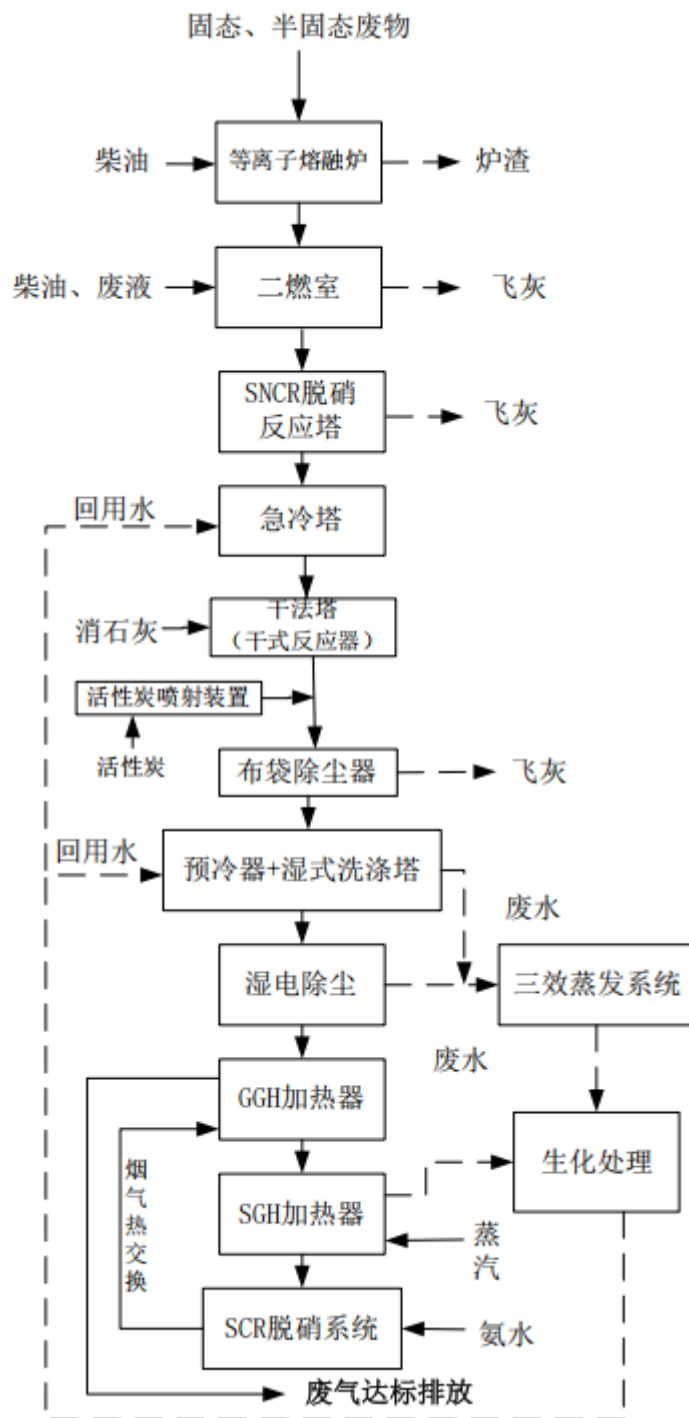 固态、半固态废物
柴油
等离子熔融炉
炉渣
柴油、废液
二燃室
飞灰
SNCR脱硝
反应塔
飞灰
回用水
急冷塔
消石灰
干法塔
（干式反应器）
活性炭喷射装置
活性炭
布袋除尘器
飞灰
回用水
预冷器+湿式洗涤塔
废水
湿电除尘
三效蒸发系统
废水
GGH加热器
生化处理
烟气热交换
SGH加热器
蒸汽
SCR脱硝系统
氨水
废气达标排放